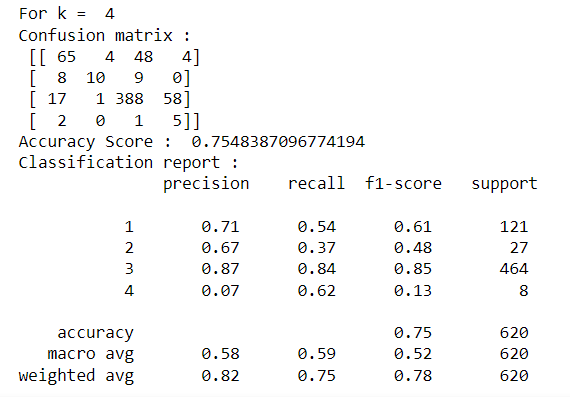 For k =  4
Confusion matrix :
 [[ 65   4  48   4]
 [  8  10   9   0]
 [ 17   1 388  58]
 [  2   0   1   5]]
Accuracy Score :  0.7548387096774194
Classification report :
              precision    recall  f1-score   support

           1       0.71      0.54      0.61       121
           2       0.67      0.37      0.48        27
           3       0.87      0.84      0.85       464
           4       0.07      0.62      0.13         8

    accuracy                           0.75       620
   macro avg       0.58      0.59      0.52       620
weighted avg       0.82      0.75      0.78       620